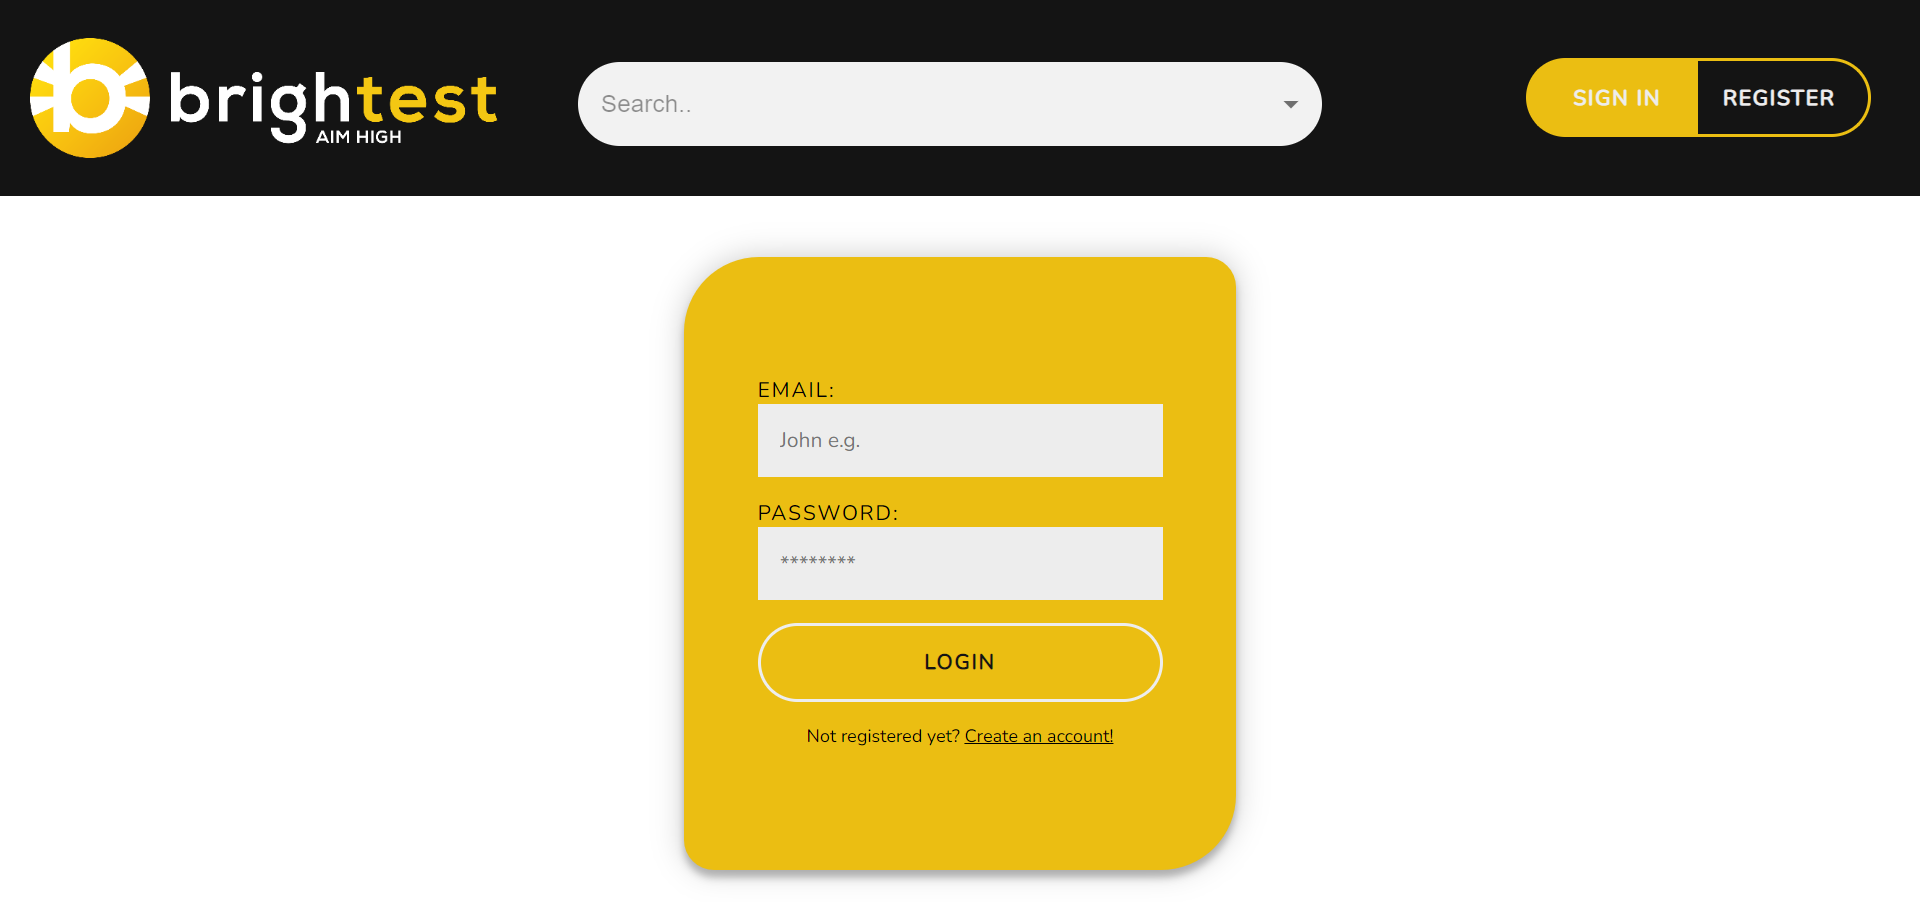 brightest
AIM HIGH
Search..
SIGN IN
REGISTER
EMAIL:
John e.g.
PASSWORD:
********
LOGIN
Not registered yet? Create an account!